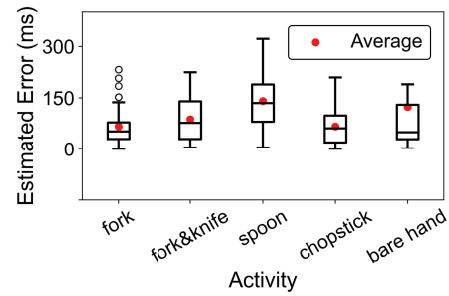 Estimated Error (ms)
300
150
0
Average
fork
fork&knife
spoon
chopstick
bare hand
Activity